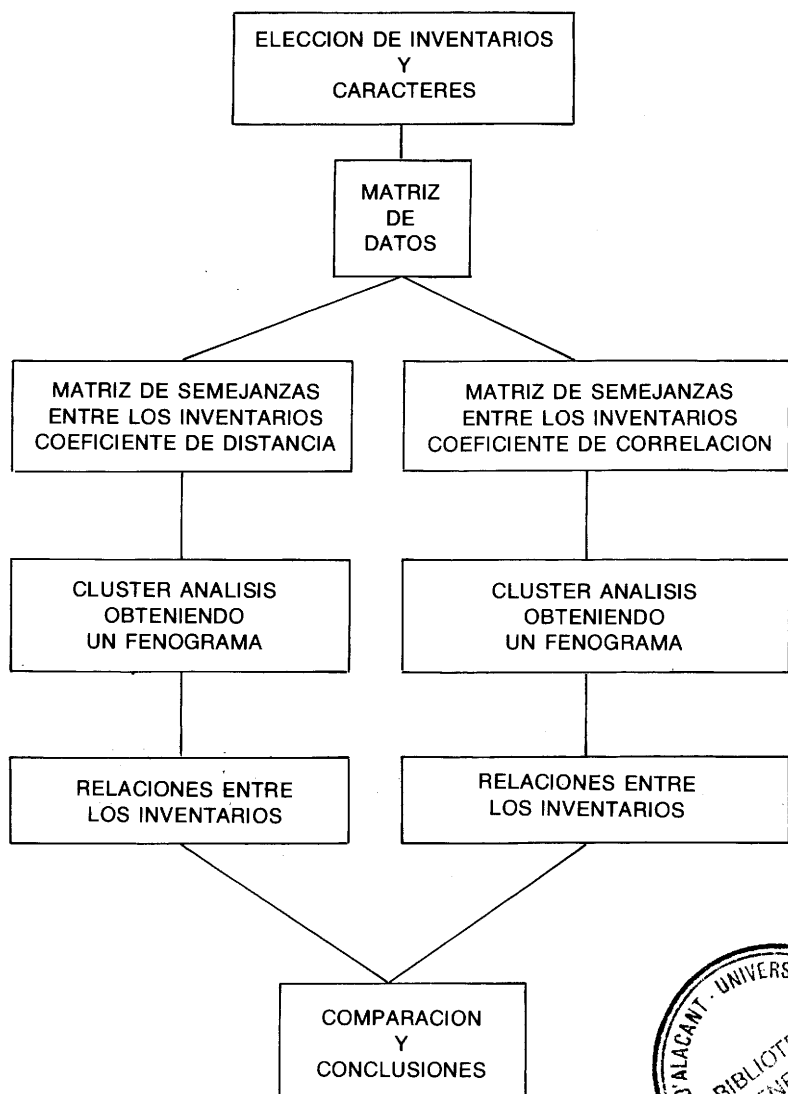 ELECCION DE INVENTARIOS
Y
CARACTERES
MATRIZ
DE
DATOS
MATRIZ DE SEMEJANZAS
ENTRE LOS INVENTARIOS
COEFICIENTE DE DISTANCIA
MATRIZ DE SEMEJANZAS
ENTRE LOS INVENTARIOS
COEFICIENTE DE CORRELACION
CLUSTER ANALISIS
OBTENIENDO
UN FENOGRAMA
CLUSTER ANALISIS
OBTENIENDO
UN FENOGRAMA
RELACIONES ENTRE
LOS INVENTARIOS
RELACIONES ENTRE
LOS INVENTARIOS
COMPARACION
Y
CONCLUSIONES
D'ALACANT · UNIVERS